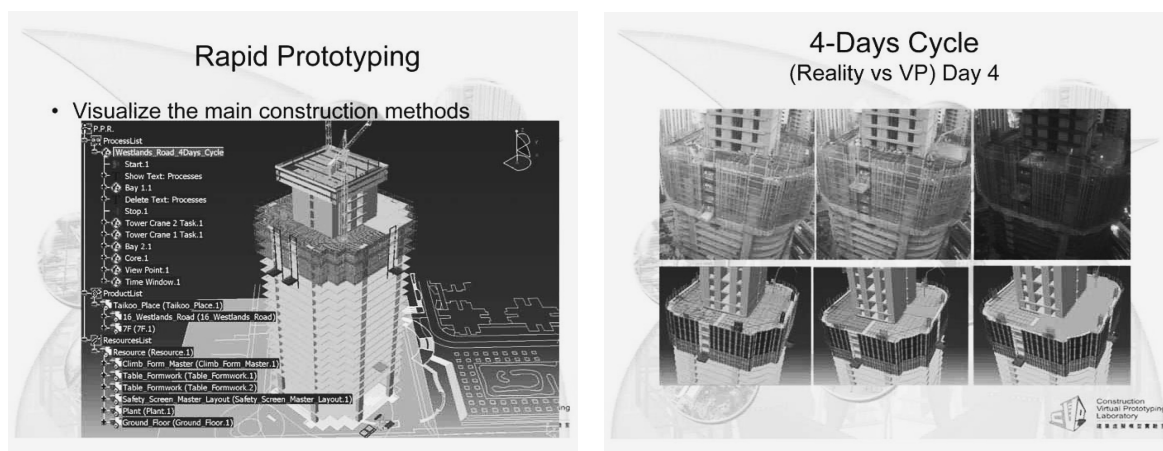 Rapid Prototyping
• Visualize the main construction methods
P.P.R.
ProcessList
Westlands_Road_4Days_Cycle
Start.1
Show Text: Processes
Bay 1.1
Delete Text: Processes
Stop.1
Tower Crane 2 Task.1
Tower Crane 1 Task.1
Bay 2.1
Core.1
View Point.1
Time Window.1
ProductList
Taikoo_Place (Taikoo_Place.1)
16_Westlands_Road (16_Westlands_Road)
7F (7F.1)
ResourcesList
Resource (Resource.1)
Climb_Form_Master (Climb_Form_Master.1)
Table_Formwork (Table_Formwork.1)
Table_Formwork (Table_Formwork.2)
Safety_Screen_Master_Layout (Safety_Screen_Master_Layout.1)
Plant (Plant.1)
Ground_Floor (Ground_Floor.1)
4-Days Cycle
(Reality vs VP) Day 4
Construction
Virtual Prototyping
Laboratory